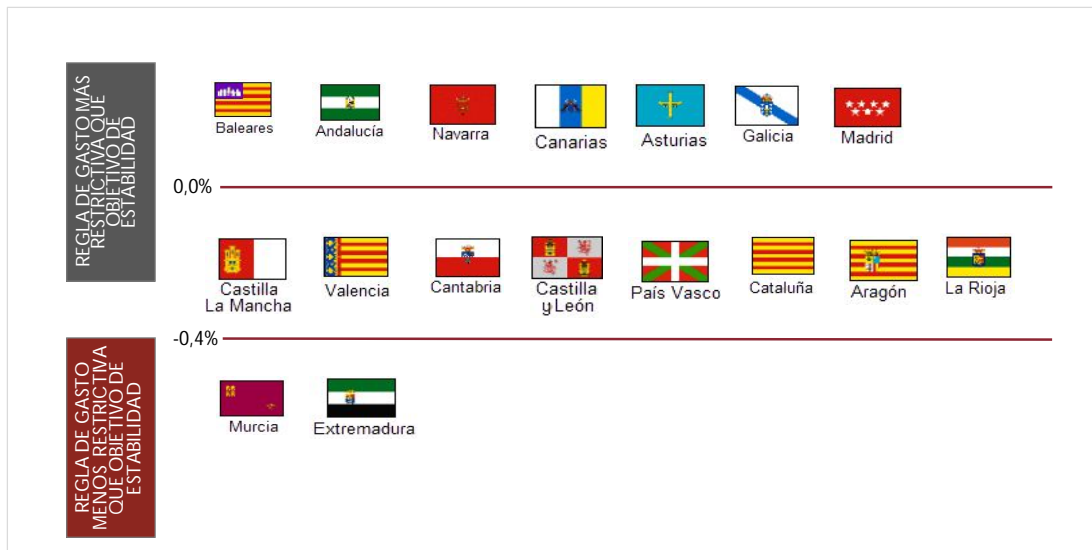 REGLA DE GASTO MÁS
RESTRICTIVA QUE
OBJETIVO DE
ESTABILIDAD
Baleares
Andalucía
Navarra
Canarias
Asturias
Galicia
Madrid
0,0%
Castilla
La Mancha
Valencia
Cantabria
Castilla
y León
País Vasco
Cataluña
Aragón
La Rioja
-0,4%
REGLA DE GASTO
MENOS RESTRICTIVA
QUE OBJETIVO DE
ESTABILIDAD
Murcia
Extremadura